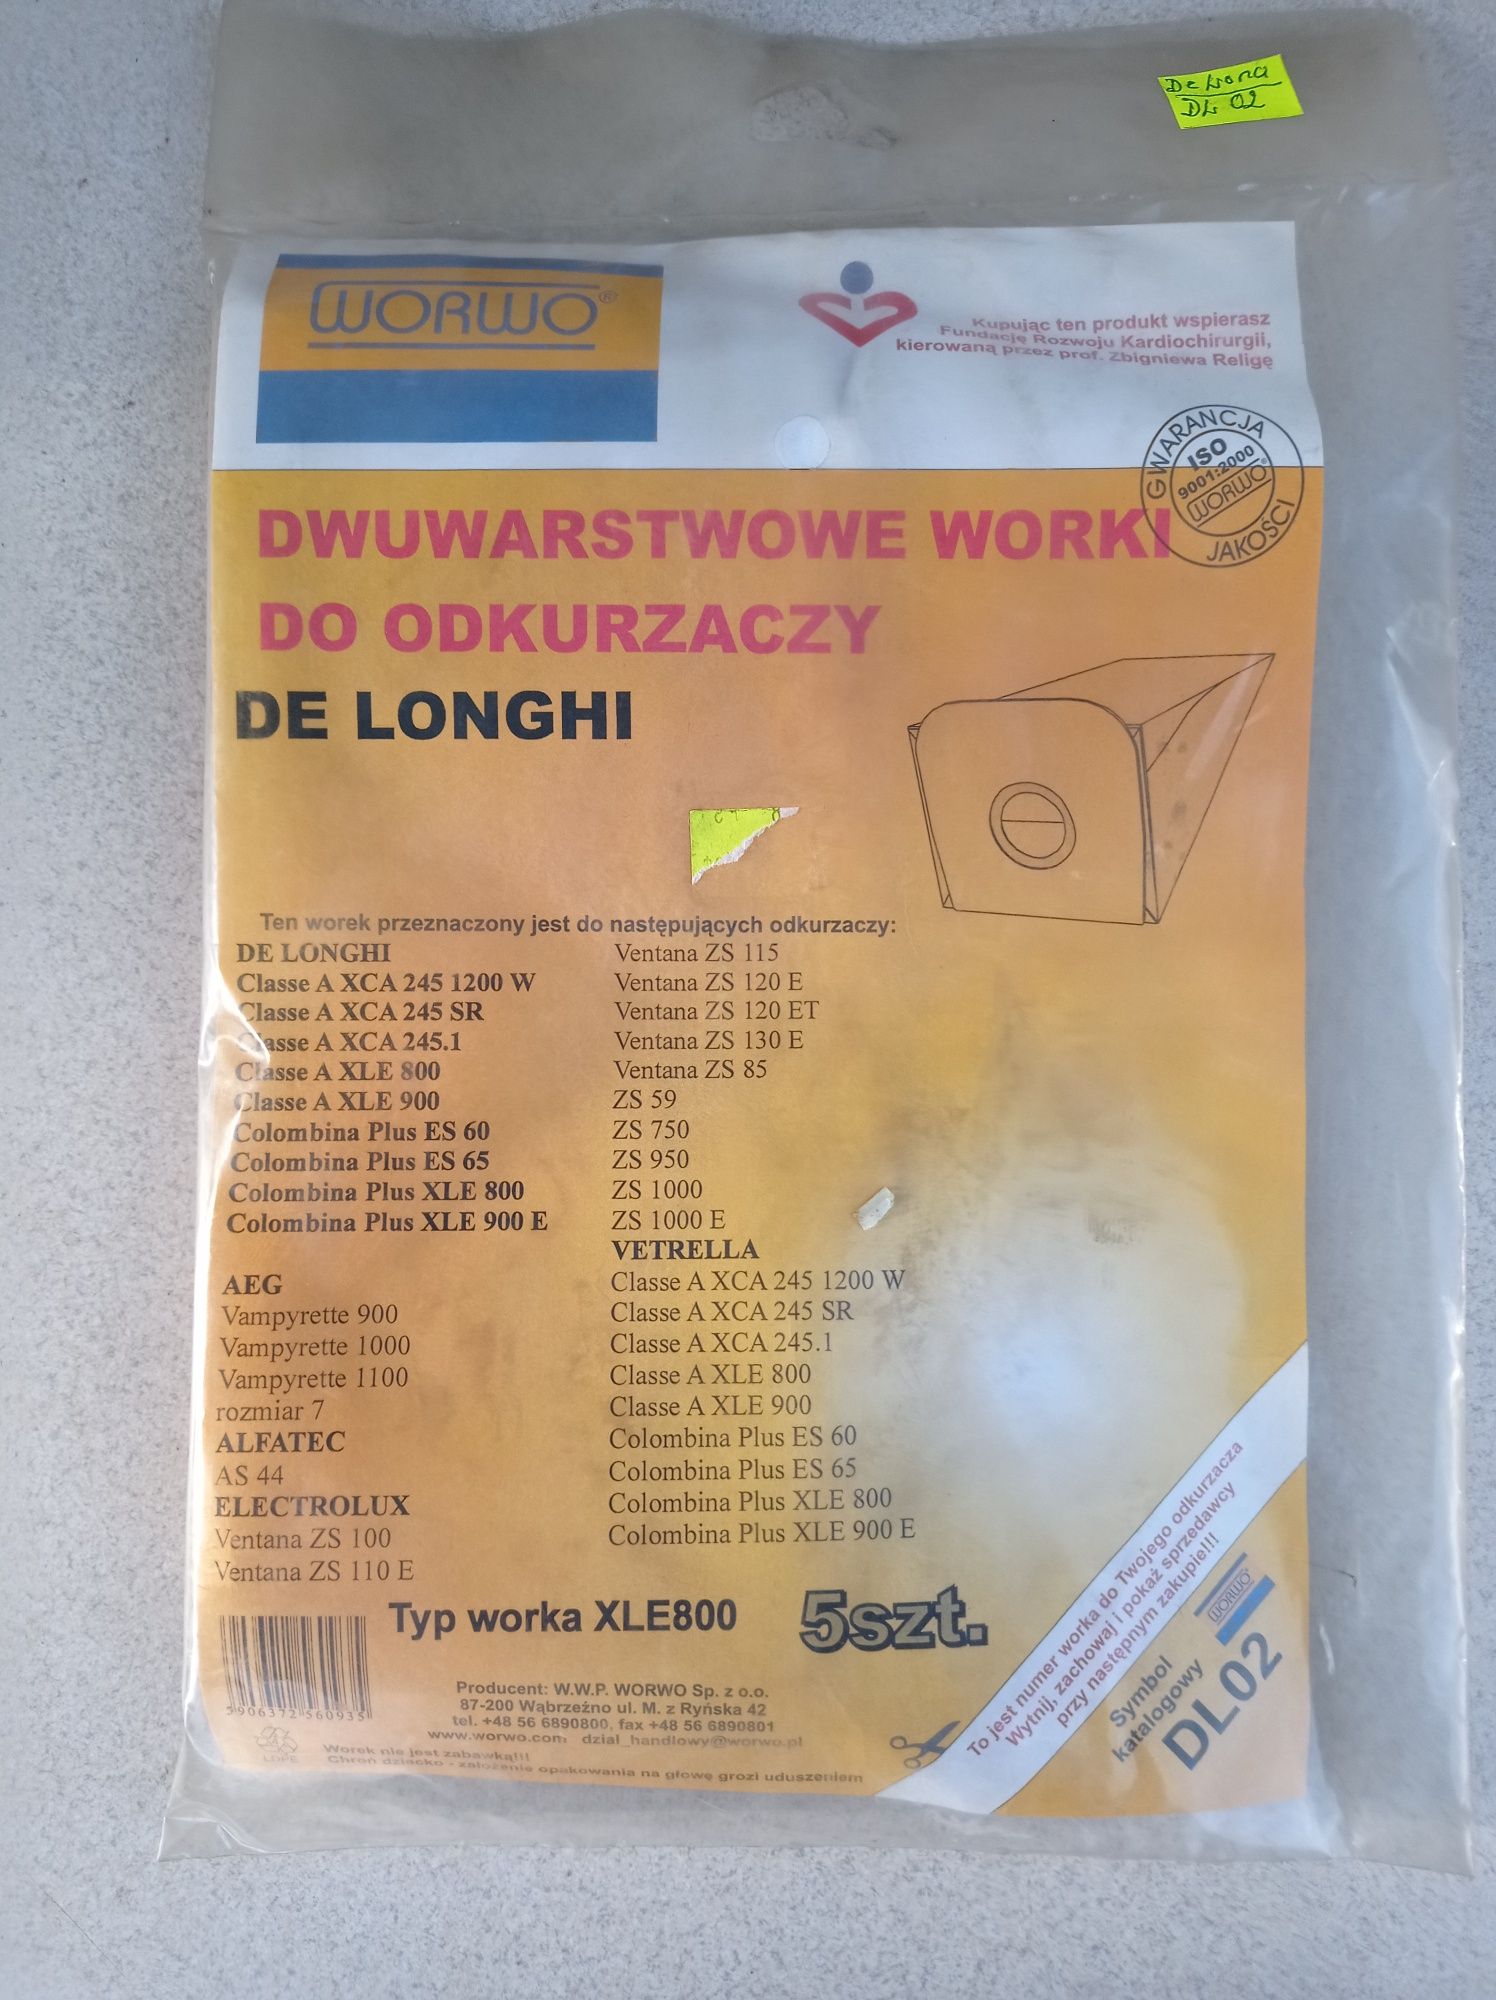 DL 02
WORWO®
Kupując ten produkt wspierasz
Fundację Rozwoju Kardiochirurgii,
kierowaną przez prof. Zbigniewa Religę
GWARANCJA
ISO
9001:2000
WORWO®
JAKOŚCI
DWUWARSTWOWE WORKI
DO ODKURZACZY
DE LONGHI
Ten worek przeznaczony jest do następujących odkurzaczy:
DE LONGHI
Classe A XCA 245 1200 W
Classe A XCA 245 SR
Classe A XCA 245.1
Classe A XLE 800
Classe A XLE 900
Colombina Plus ES 60
Colombina Plus ES 65
Colombina Plus XLE 800
Colombina Plus XLE 900 E
AEG
Vampyrette 900
Vampyrette 1000
Vampyrette 1100
rozmiar 7
ALFATEC
AS 44
ELECTROLUX
Ventana ZS 100
Ventana ZS 110 E
Ventana ZS 115
Ventana ZS 120 E
Ventana ZS 120 ET
Ventana ZS 130 E
Ventana ZS 85
ZS 59
ZS 750
ZS 950
ZS 1000
ZS 1000 E
VETRELLA
Classe A XCA 245 1200 W
Classe A XCA 245 SR
Classe A XCA 245.1
Classe A XLE 800
Classe A XLE 900
Colombina Plus ES 60
Colombina Plus ES 65
Colombina Plus XLE 800
Colombina Plus XLE 900 E
Typ worka XLE800
5szt.
5906372560935
Producent: W.W.P. WORWO Sp. z o.o.
87-200 Wąbrzeźno ul. M. z Ryńska 42
tel. +48 56 6890800, fax +48 56 6890801
www.worwo.com dzial_handlowy@worwo.pl
4
LDPE
Worek nie jest zabawką!!!
Chroń dziecko - założenie opakowania na głowę grozi uduszeniem
To jest numer worka do Twojego odkurzacza
Wytnij, zachowaj i pokaż sprzedawcy
przy następnym zakupie!!!
WORWO
Symbol
katalogowy
DL02